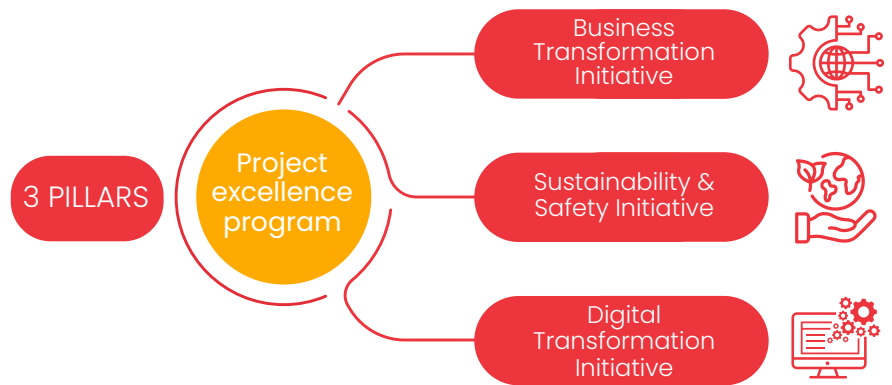 3 PILLARS
Project
excellence
program
Business
Transformation
Initiative
Sustainability &
Safety Initiative
Digital
Transformation
Initiative